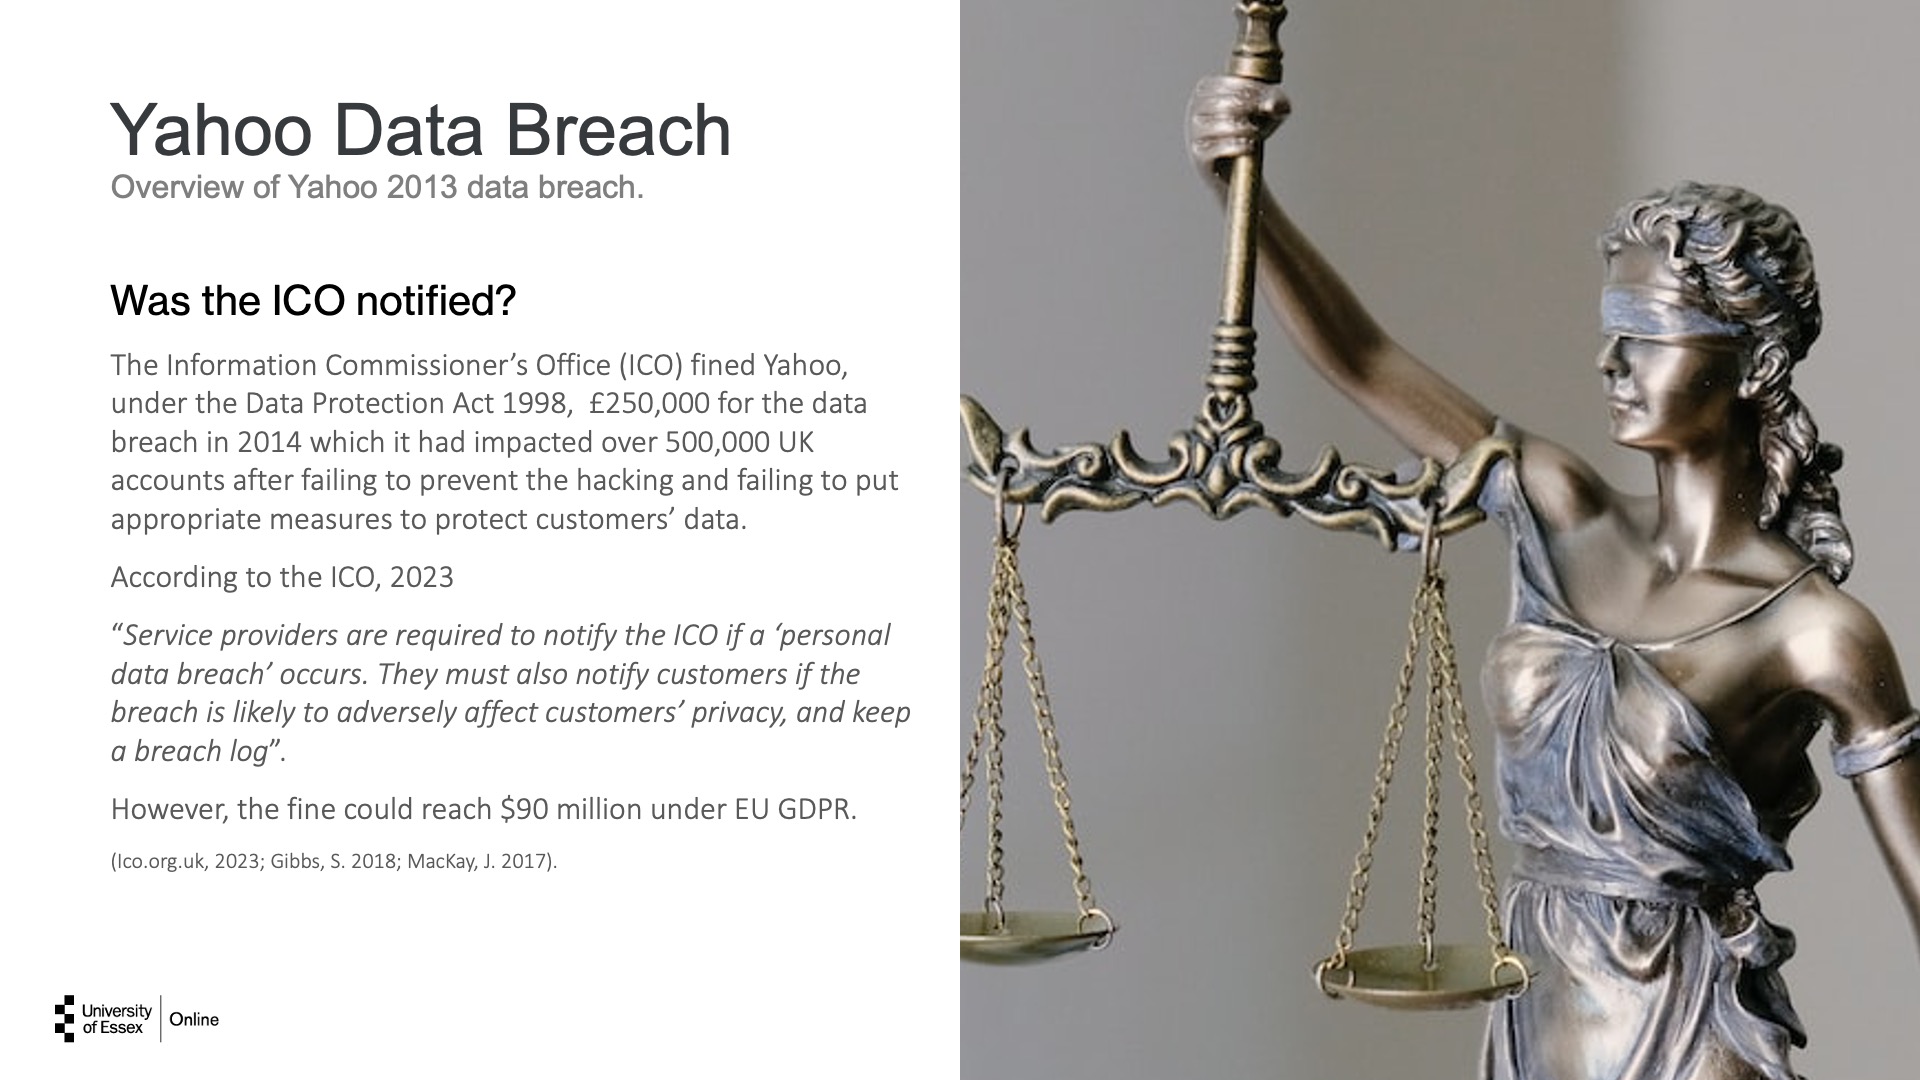 Yahoo Data Breach
Overview of Yahoo 2013 data breach.
Was the ICO notified?
The Information Commissioner’s Office (ICO) fined Yahoo,
under the Data Protection Act 1998,  £250,000 for the data
breach in 2014 which it had impacted over 500,000 UK
accounts after failing to prevent the hacking and failing to put
appropriate measures to protect customers’ data.
According to the ICO, 2023
“Service providers are required to notify the ICO if a ‘personal
data breach’ occurs. They must also notify customers if the
breach is likely to adversely affect customers’ privacy, and keep
a breach log”.
However, the fine could reach $90 million under EU GDPR.
(Ico.org.uk, 2023; Gibbs, S. 2018; MacKay, J. 2017).
University
of Essex
Online